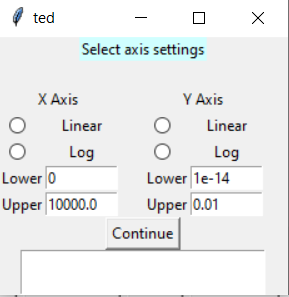 ted
Select axis settings
X Axis Y Axis
Linear Linear
Log Log
Lower 0 Lower 1e-14
Upper 10000.0 Upper 0.01
Continue